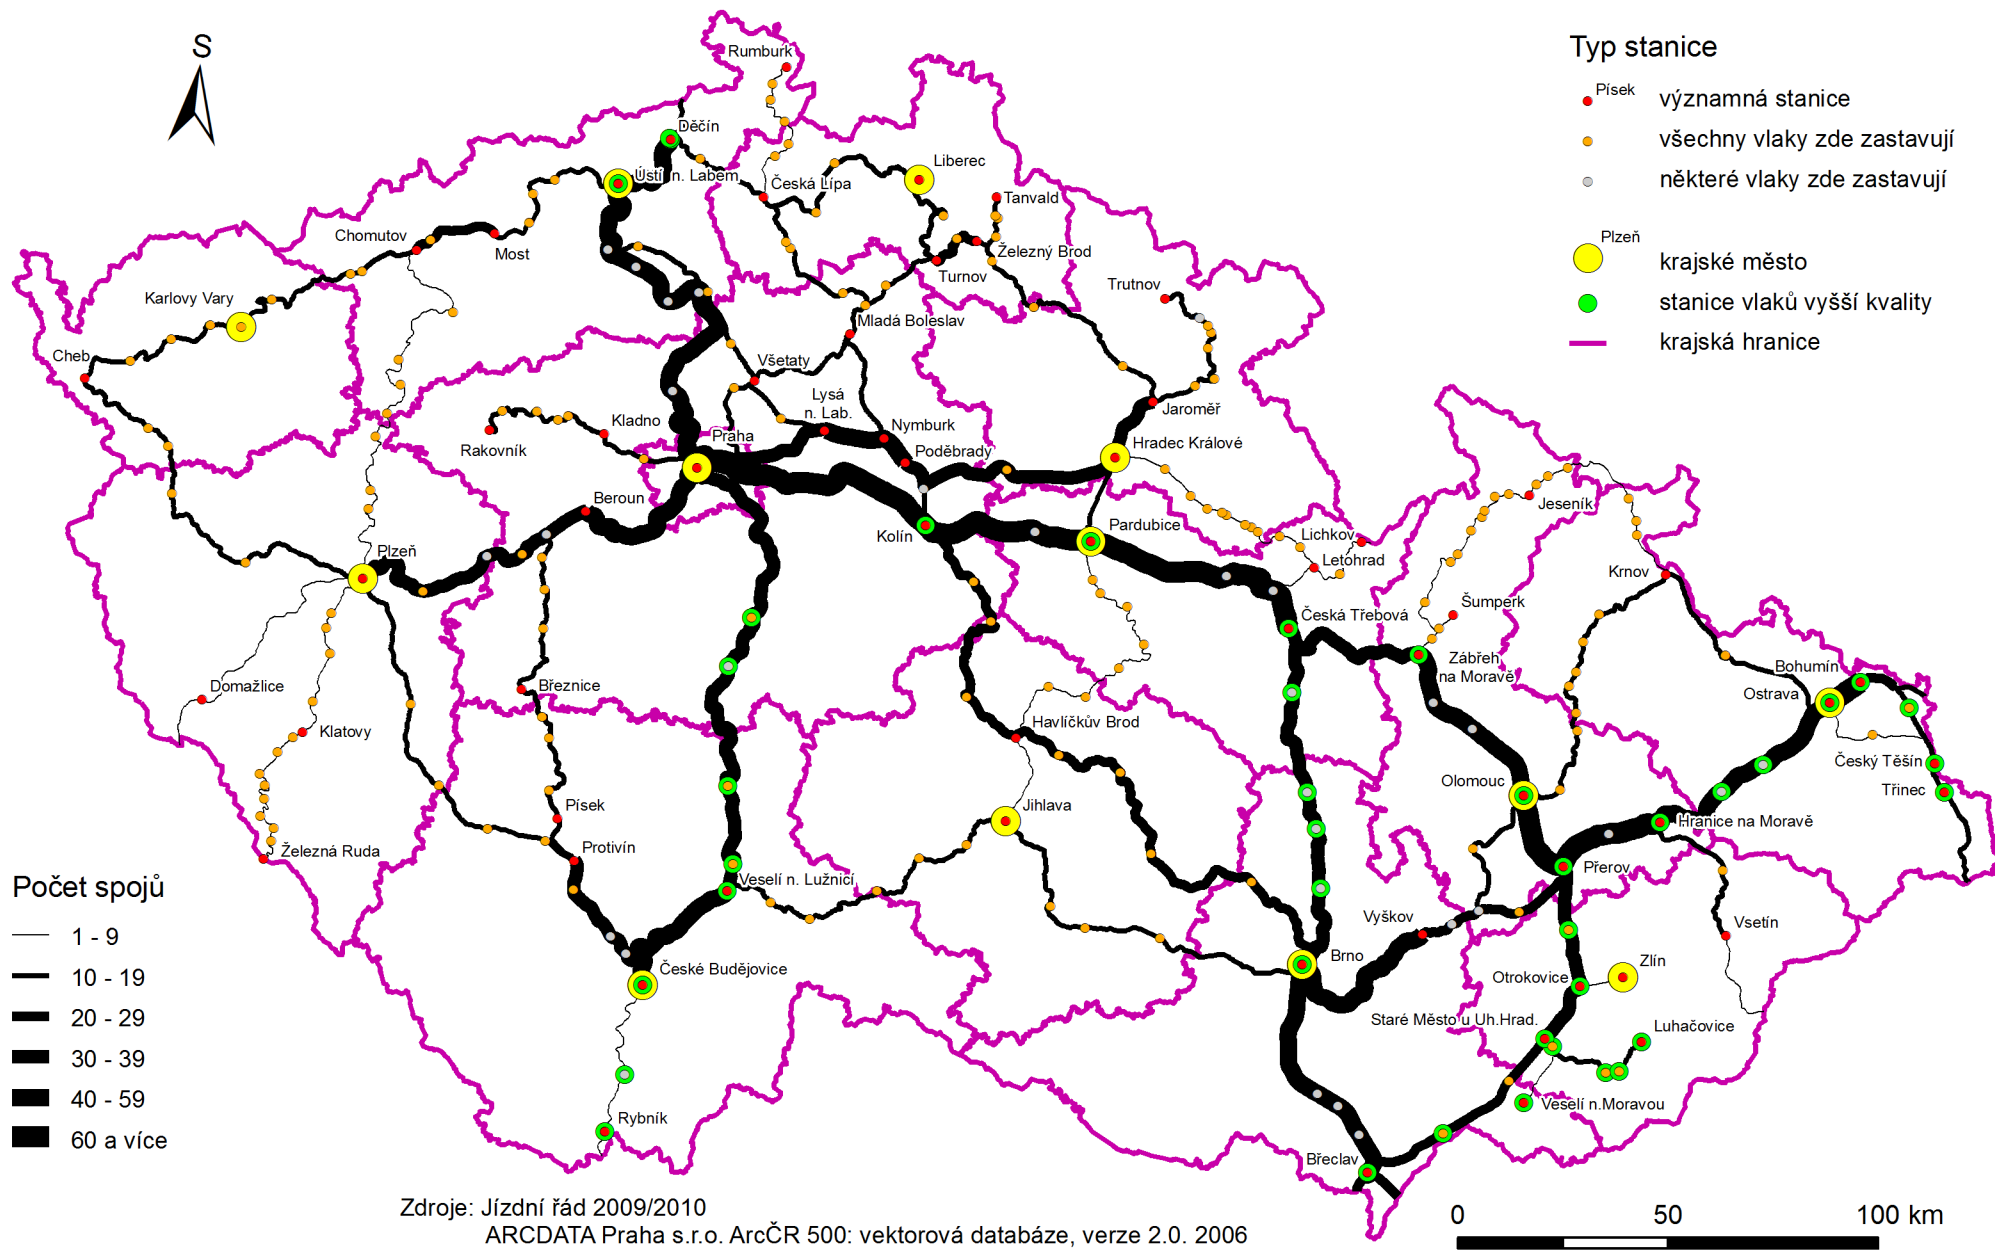 S
Rumburk
Typ stanice
Písek
významná stanice
všechny vlaky zde zastavují
některé vlaky zde zastavují
Plzeň
krajské město
stanice vlaků vyšší kvality
krajská hranice
Děčín
Ústí n. Labem
Česká Lípa
Liberec
Tanvald
Chomutov
Most
Železný Brod
Turnov
Trutnov
Karlovy Vary
Mladá Boleslav
Cheb
Všetaty
Lysá
n. Lab.
Jaroměř
Kladno
Nymburk
Praha
Hradec Králové
Rakovník
Poděbrady
Beroun
Jeseník
Kolín
Pardubice
Lichkov
Letohrad
Plzeň
Krnov
Šumperk
Česká Třebová
Zábřeh
na Moravě
Bohumín
Domažlice
Březnice
Ostrava
Klatovy
Havlíčkův Brod
Český Těšín
Olomouc
Třinec
Písek
Jihlava
Hranice na Moravě
Protivín
Železná Ruda
Přerov
Veselí n. Lužnicí
Počet spojů
1 - 9
10 - 19
20 - 29
30 - 39
40 - 59
60 a více
Vyškov
Vsetín
Brno
Zlín
České Budějovice
Otrokovice
Staré Město u Uh.Hrad.
Luhačovice
Veselí n.Moravou
Rybník
Břeclav
Zdroje: Jízdní řád 2009/2010
ARCDATA Praha s.r.o. ArcČR 500: vektorová databáze, verze 2.0. 2006
0 50 100 km